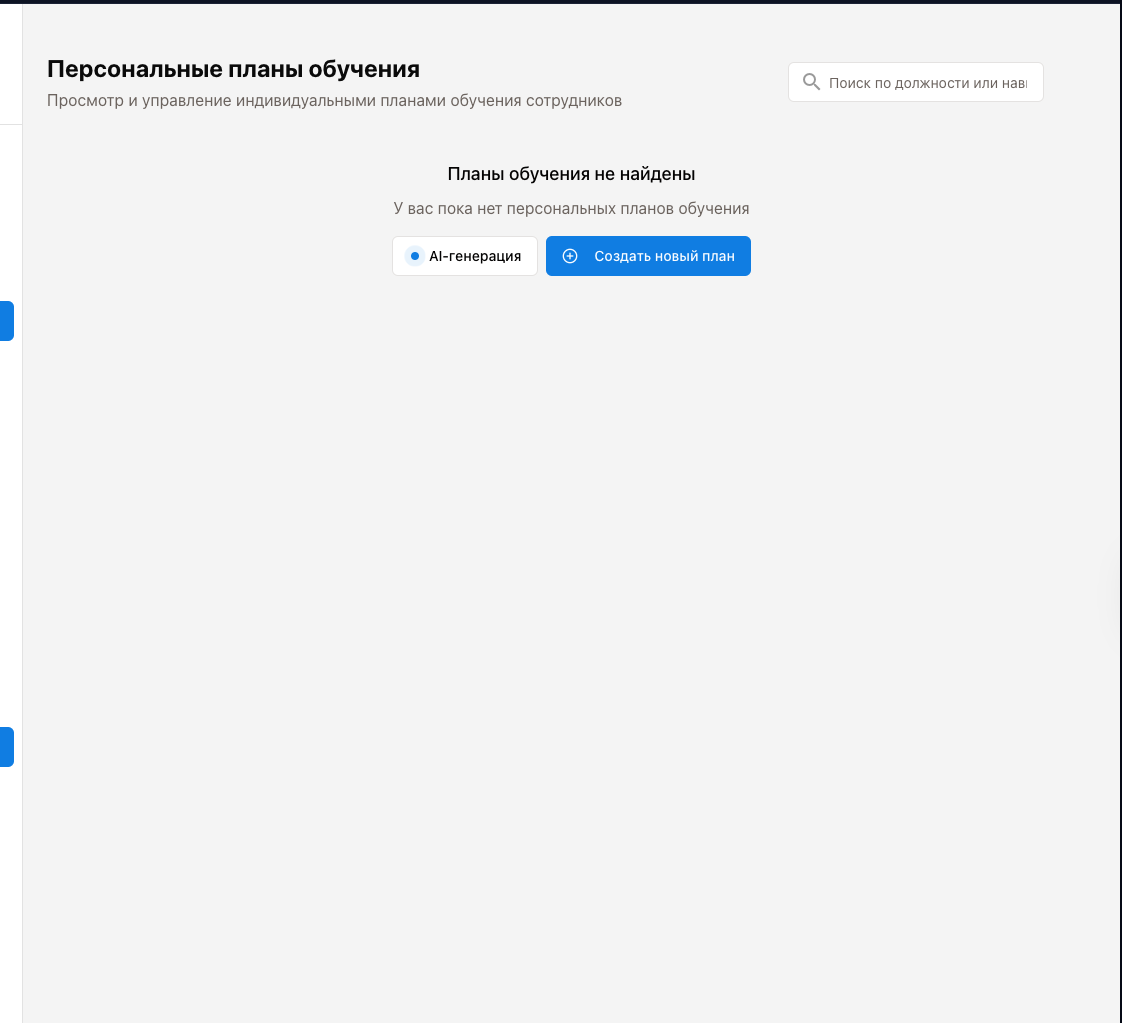 Персональные планы обучения
Просмотр и управление индивидуальными планами обучения сотрудников
Поиск по должности или нав
Планы обучения не найдены
У вас пока нет персональных планов обучения
AI-генерация
Создать новый план